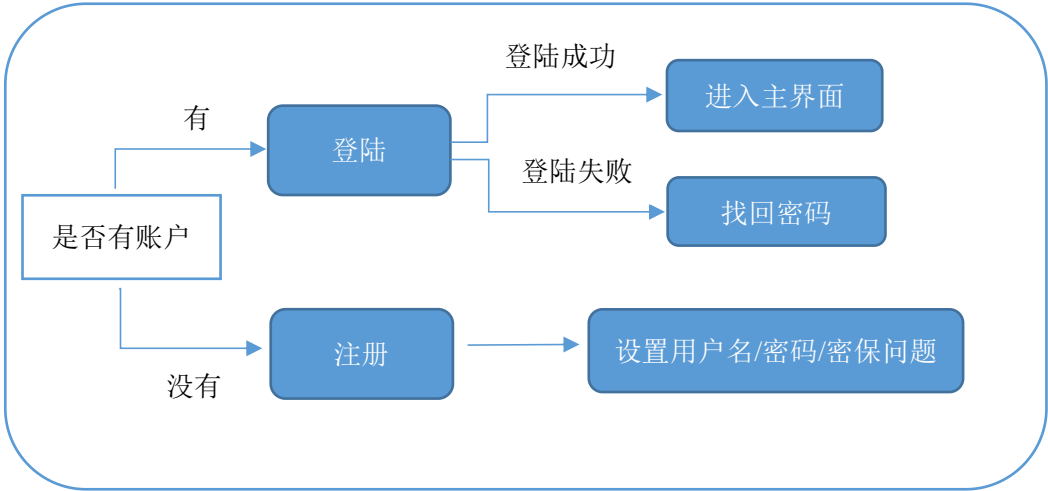 登陆成功
进入主界面
有
登陆
登陆失败
找回密码
是否有账户
注册
设置用户名/密码/密保问题
没有